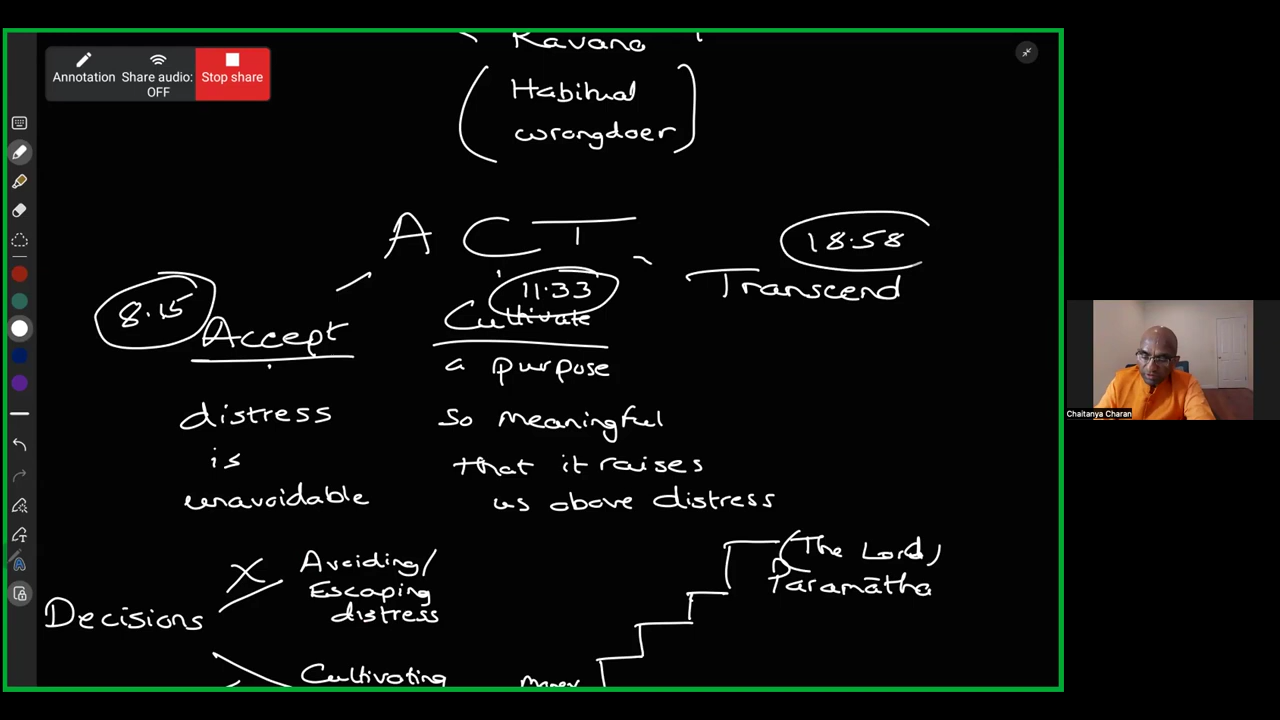 Annotation
Share audio:
OFF
Stop share
Ravana
(Habitual
wrongdoer)
A C T
18.58
8.15
11.33
Transcend
Accept
Cultivate
a purpose
distress
is
unavoidable
so meaningful
that it raises
us above distress
Decisions
X
Avoiding/
Escaping
distress
Cultivating
(The Lord)
Paramātha
Money
Chaitanya Charan